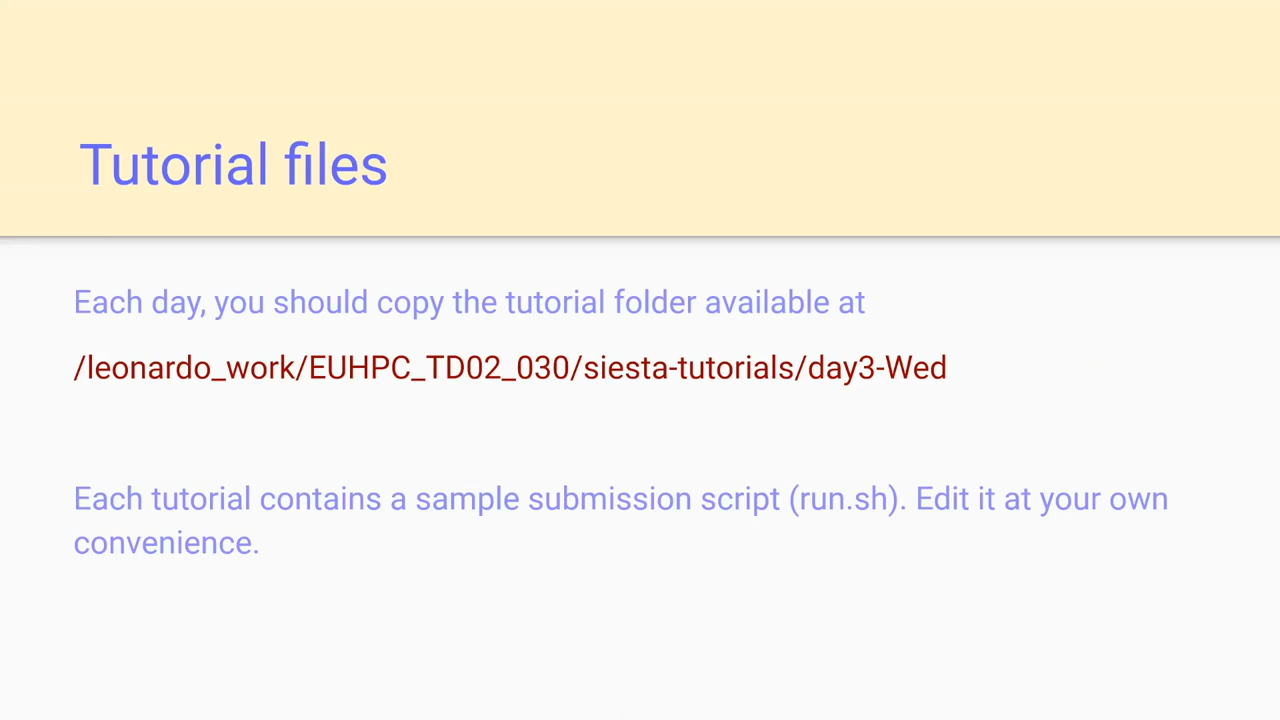 Tutorial files
Each day, you should copy the tutorial folder available at
/leonardo_work/EUHPC_TD02_030/siesta-tutorials/day3-Wed
Each tutorial contains a sample submission script (run.sh). Edit it at your own
convenience.